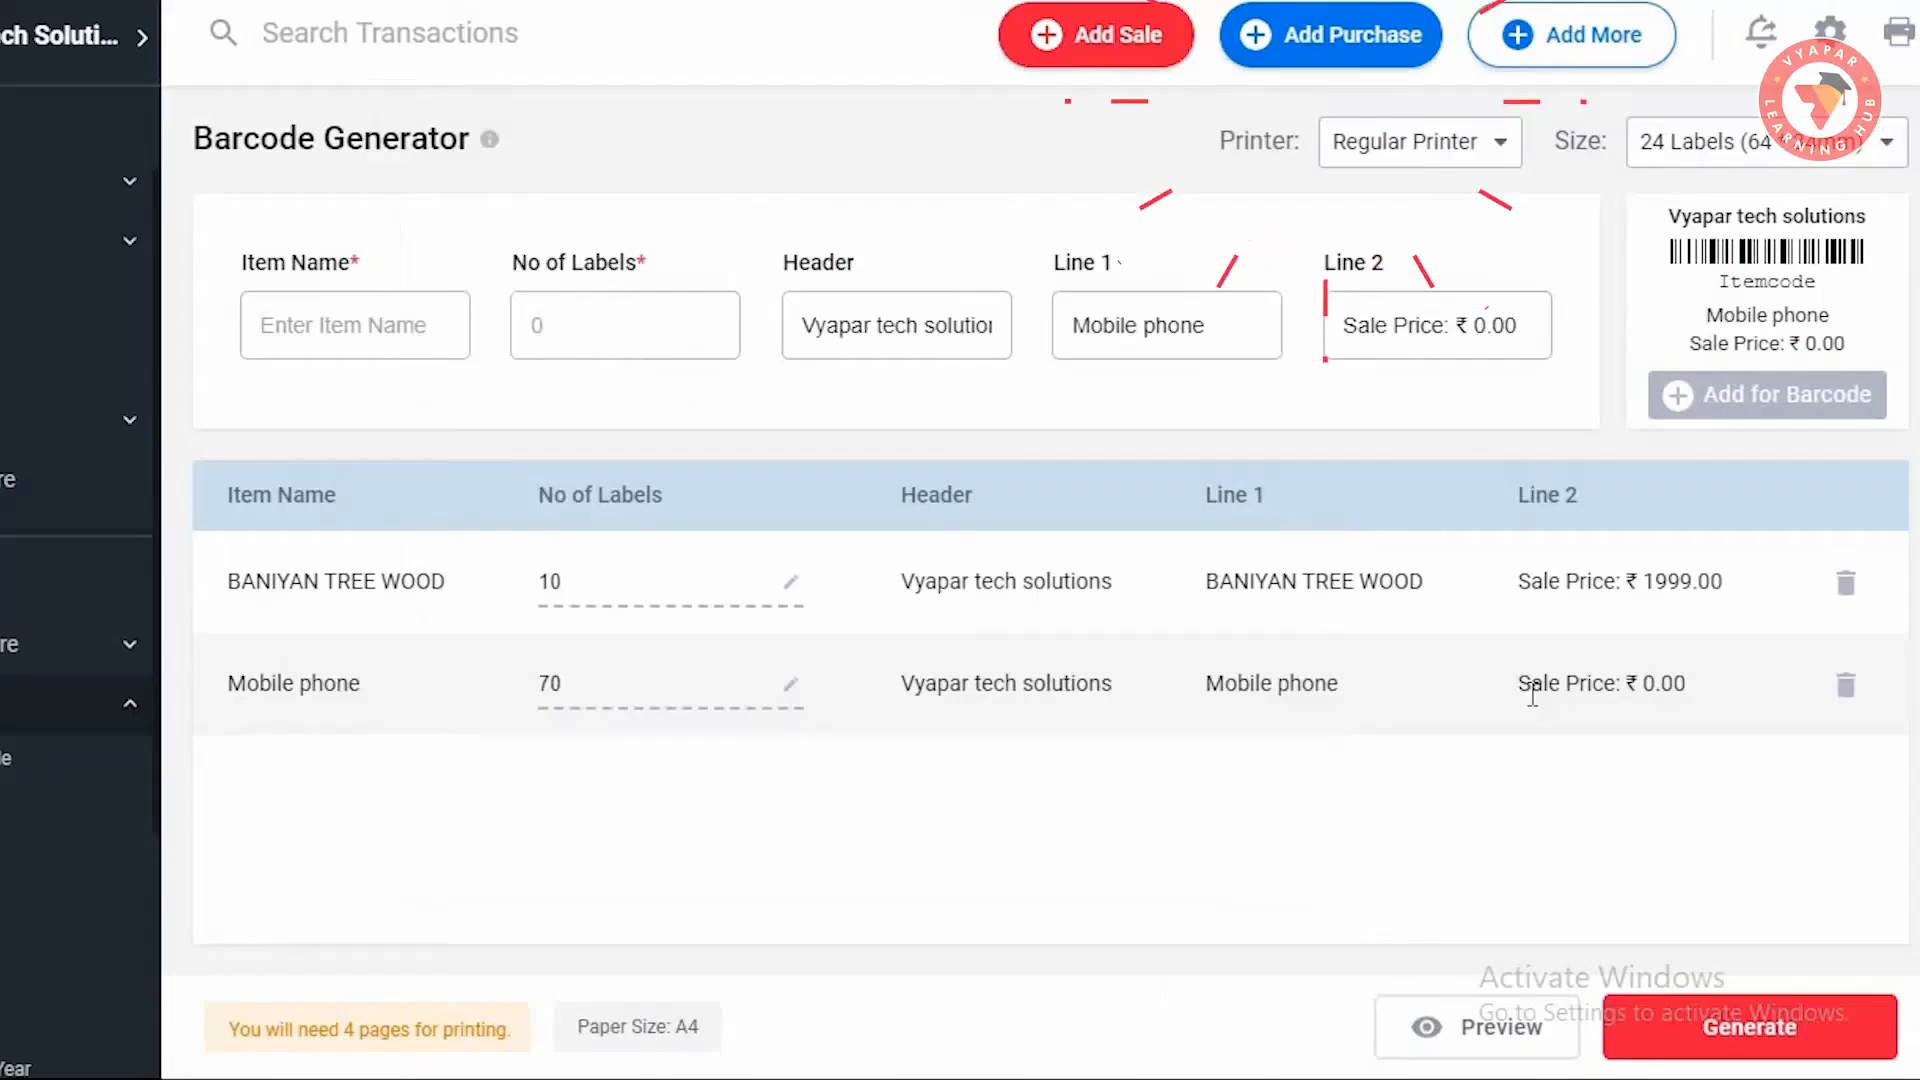 ch Soluti...
Search Transactions
Add Sale
Add Purchase
Add More
VYAPAR
LEARNING HUB
Barcode Generator
Printer:
Regular Printer
Size:
24 Labels (64
Item Name*
No of Labels*
Header
Line 1
Line 2
Enter Item Name
0
Vyapar tech solution
Mobile phone
Sale Price: ₹ 0.00
Vyapar tech solutions
Itemcode
Mobile phone
Sale Price: ₹ 0.00
Add for Barcode
re
Item Name
No of Labels
Header
Line 1
Line 2
BANIYAN TREE WOOD
10
Vyapar tech solutions
BANIYAN TREE WOOD
Sale Price: ₹ 1999.00
re
Mobile phone
70
Vyapar tech solutions
Mobile phone
Sale Price: ₹ 0.00
le
Activate Windows
Go to Settings to activate Windows.
You will need 4 pages for printing.
Paper Size: A4
Preview
Generate
Year